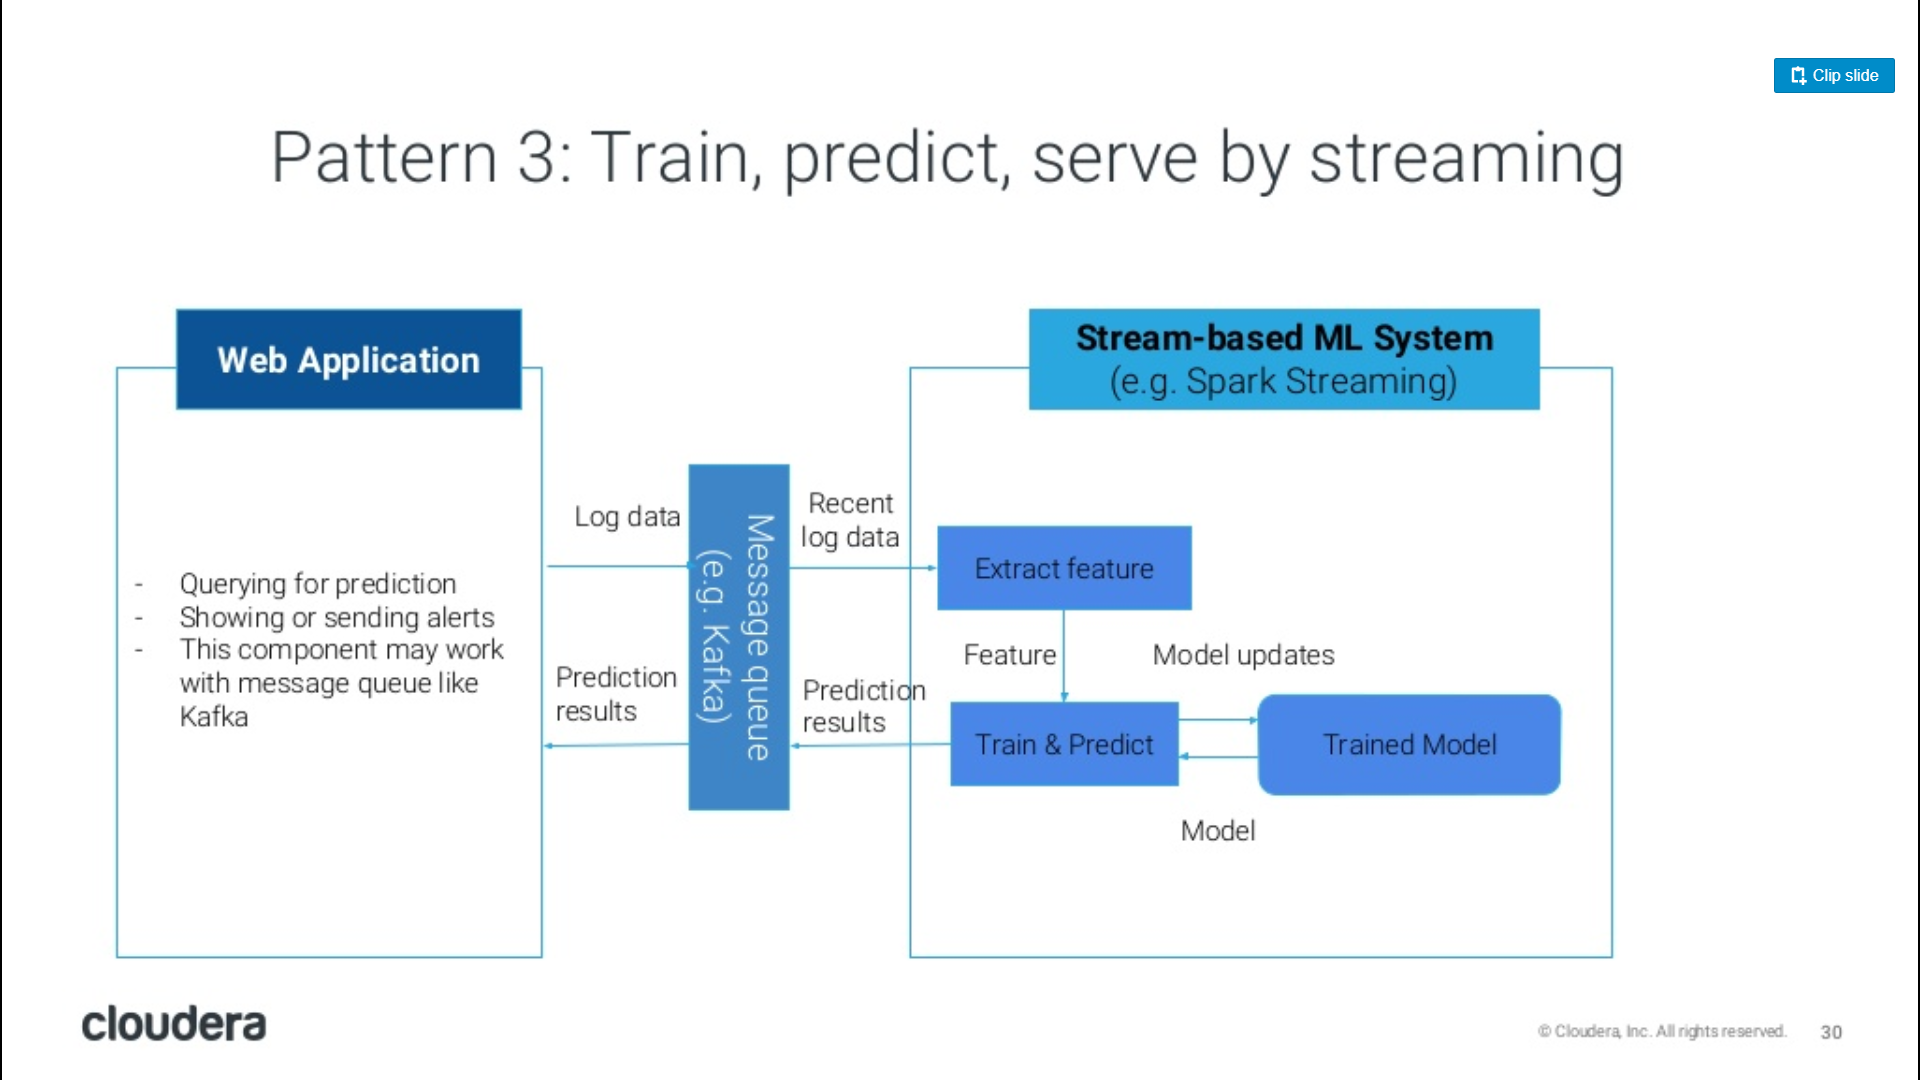 Clip slide
Pattern 3: Train, predict, serve by streaming
Web Application
- Querying for prediction
- Showing or sending alerts
- This component may work
with message queue like
Kafka
Log data
Prediction
results
Message queue
(e.g. Kafka)
Recent
log data
Prediction
results
Stream-based ML System
(e.g. Spark Streaming)
Extract feature
Feature
Model updates
Train & Predict
Trained Model
Model
cloudera
© Cloudera, Inc. All rights reserved.
30